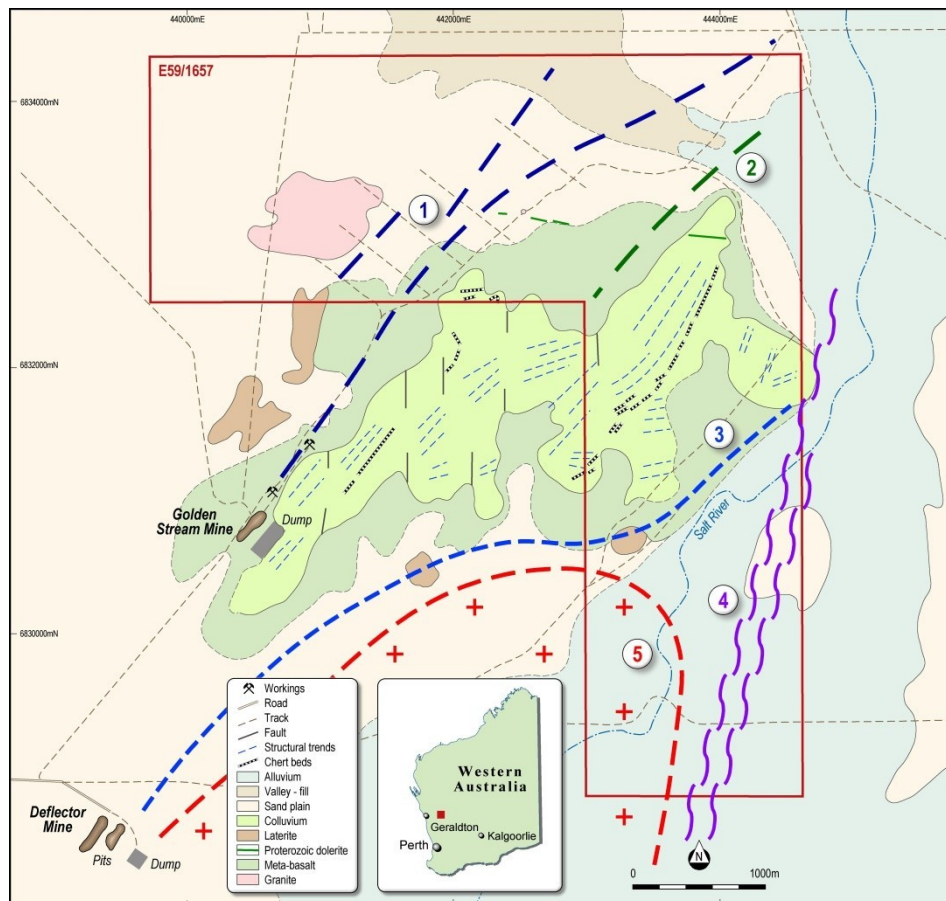 440000mE
442000mE
444000mE
E59/1657
6834000mN
2
1
6832000mN
3
Golden
Stream Mine
Dump
Salt River
4
6830000mN
5
Workings
Road
Track
Fault
Structural trends
Chert beds
Alluvium
Valley - fill
Sand plain
Colluvium
Laterite
Proterozoic dolerite
Meta-basalt
Granite
Western
Australia
Geraldton
Kalgoorlie
Perth
Deflector
Mine
Pits
Dump
N
0
1000m